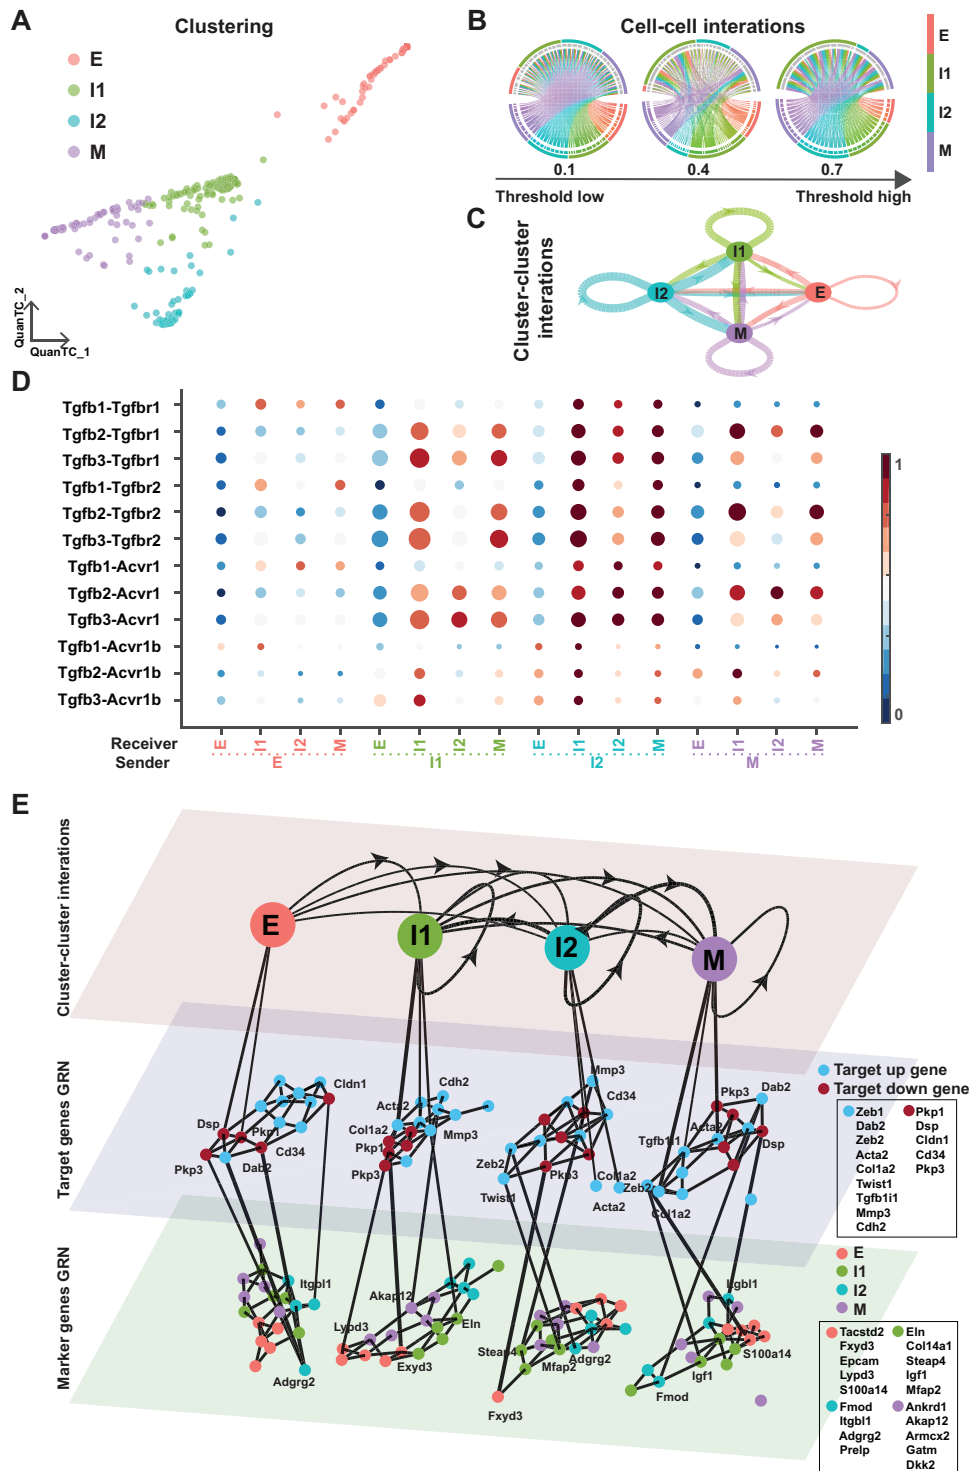 A
Clustering
E
I1
I2
M
QuanTC_2
QuanTC_1
B
Cell-cell interations
0.1
0.4
0.7
Threshold low
Threshold high
E
I1
I2
M
C
Cluster-cluster
interations
I1
I2
E
M
D
Tgfb1-Tgfbr1
Tgfb2-Tgfbr1
Tgfb3-Tgfbr1
Tgfb1-Tgfbr2
Tgfb2-Tgfbr2
Tgfb3-Tgfbr2
Tgfb1-Acvr1
Tgfb2-Acvr1
Tgfb3-Acvr1
Tgfb1-Acvr1b
Tgfb2-Acvr1b
Tgfb3-Acvr1b
1
0
Receiver E I1 I2 M E I1 I2 M E I1 I2 M E I1 I2 M
Sender E I1 I2 M
E
Cluster-cluster interations
E
I1
I2
M
Target genes GRN
Cldn1
Dsp
Pkp1
Cd34
Pkp3
Dab2
Cdh2
Acta2
Col1a2
Mmp3
Pkp1
Pkp3
Mmp3
Cd34
Zeb2
Pkp3
Twist1
Col1a2
Acta2
Dab2
Pkp3
Acta2
Tgfb1i1
Dsp
Zeb2
Col1a2
Target up gene
Target down gene
Zeb1 Pkp1
Dab2 Dsp
Zeb2 Cldn1
Acta2 Cd34
Col1a2 Pkp3
Twist1
Tgfb1i1
Mmp3
Cdh2
Marker genes GRN
Itgbl1
Adgrg2
Akap12
Lypd3
Eln
Exyd3
Steap4
Mfap2
Adgrg2
Fxyd3
Itgbl1
S100a14
Igf1
Fmod
E
I1
I2
M
Tacstd2 Eln
Fxyd3 Col14a1
Epcam Steap4
Lypd3 Igf1
S100a14 Mfap2
Fmod Ankrd1
Itgbl1 Akap12
Adgrg2 Armcx2
Prelp Gatm
Dkk2